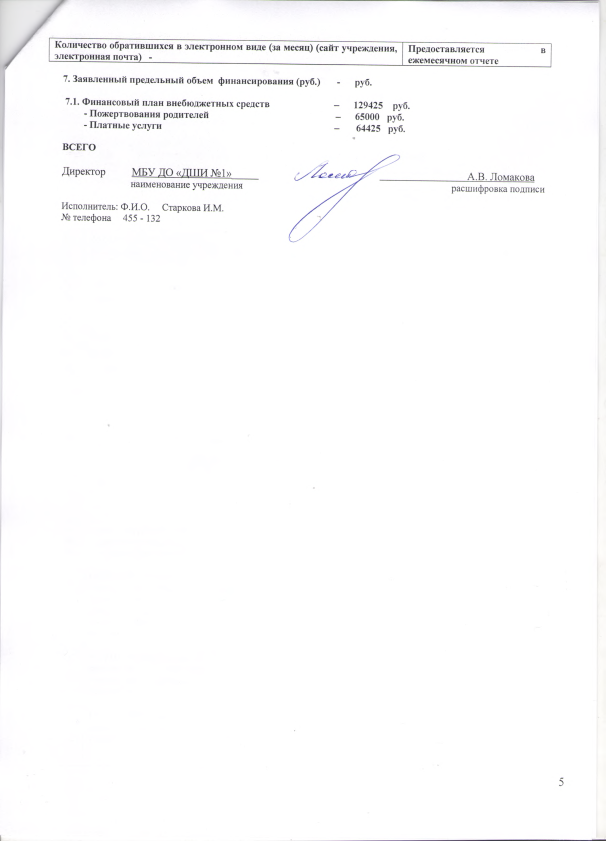 Количество обратившихся в электронном виде (за месяц) (сайт учреждения, электронная почта) -
Предоставляется в ежемесячном отчете
7. Заявленный предельный объем финансирования (руб.) - руб.
7.1. Финансовый план внебюджетных средств – 129425 руб.
- Пожертвования родителей – 65000 руб.
- Платные услуги – 64425 руб.
-
ВСЕГО
Директор МБУ ДО «ДШИ №1» А.В. Ломакова
наименование учреждения расшифровка подписи
Исполнитель: Ф.И.О. Старкова И.М.
№ телефона 455 - 132
5